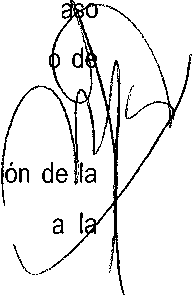 aso
o de
ón de la
a la